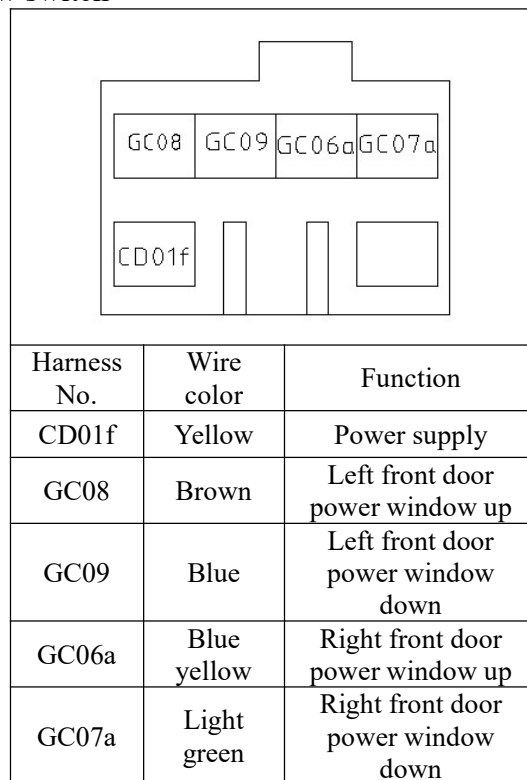 GC08 GC09 GC06a GC07a
CD01f
Harness No. Wire color Function
CD01f Yellow Power supply
GC08 Brown Left front door power window up
GC09 Blue Left front door power window down
GC06a Blue yellow Right front door power window up
GC07a Light green Right front door power window down